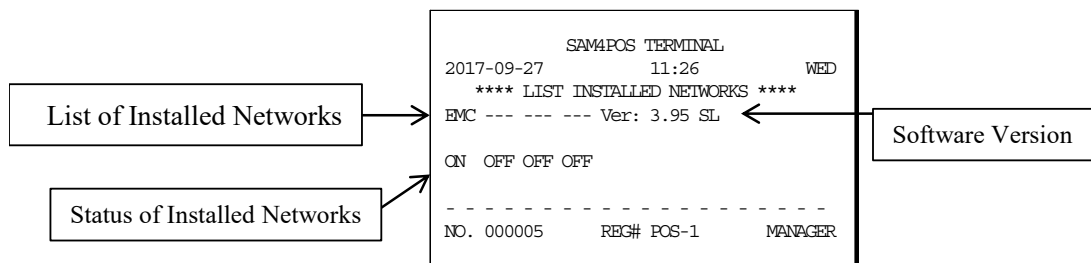 SAM4POS TERMINAL
2017-09-27 11:26 WED
**** LIST INSTALLED NETWORKS ****
List of Installed Networks
EMC --- --- --- Ver: 3.95 SL
Software Version
ON OFF OFF OFF
Status of Installed Networks
- - - - - - - - - - - - - - - - - - - - -
NO. 000005 REG# POS-1 MANAGER